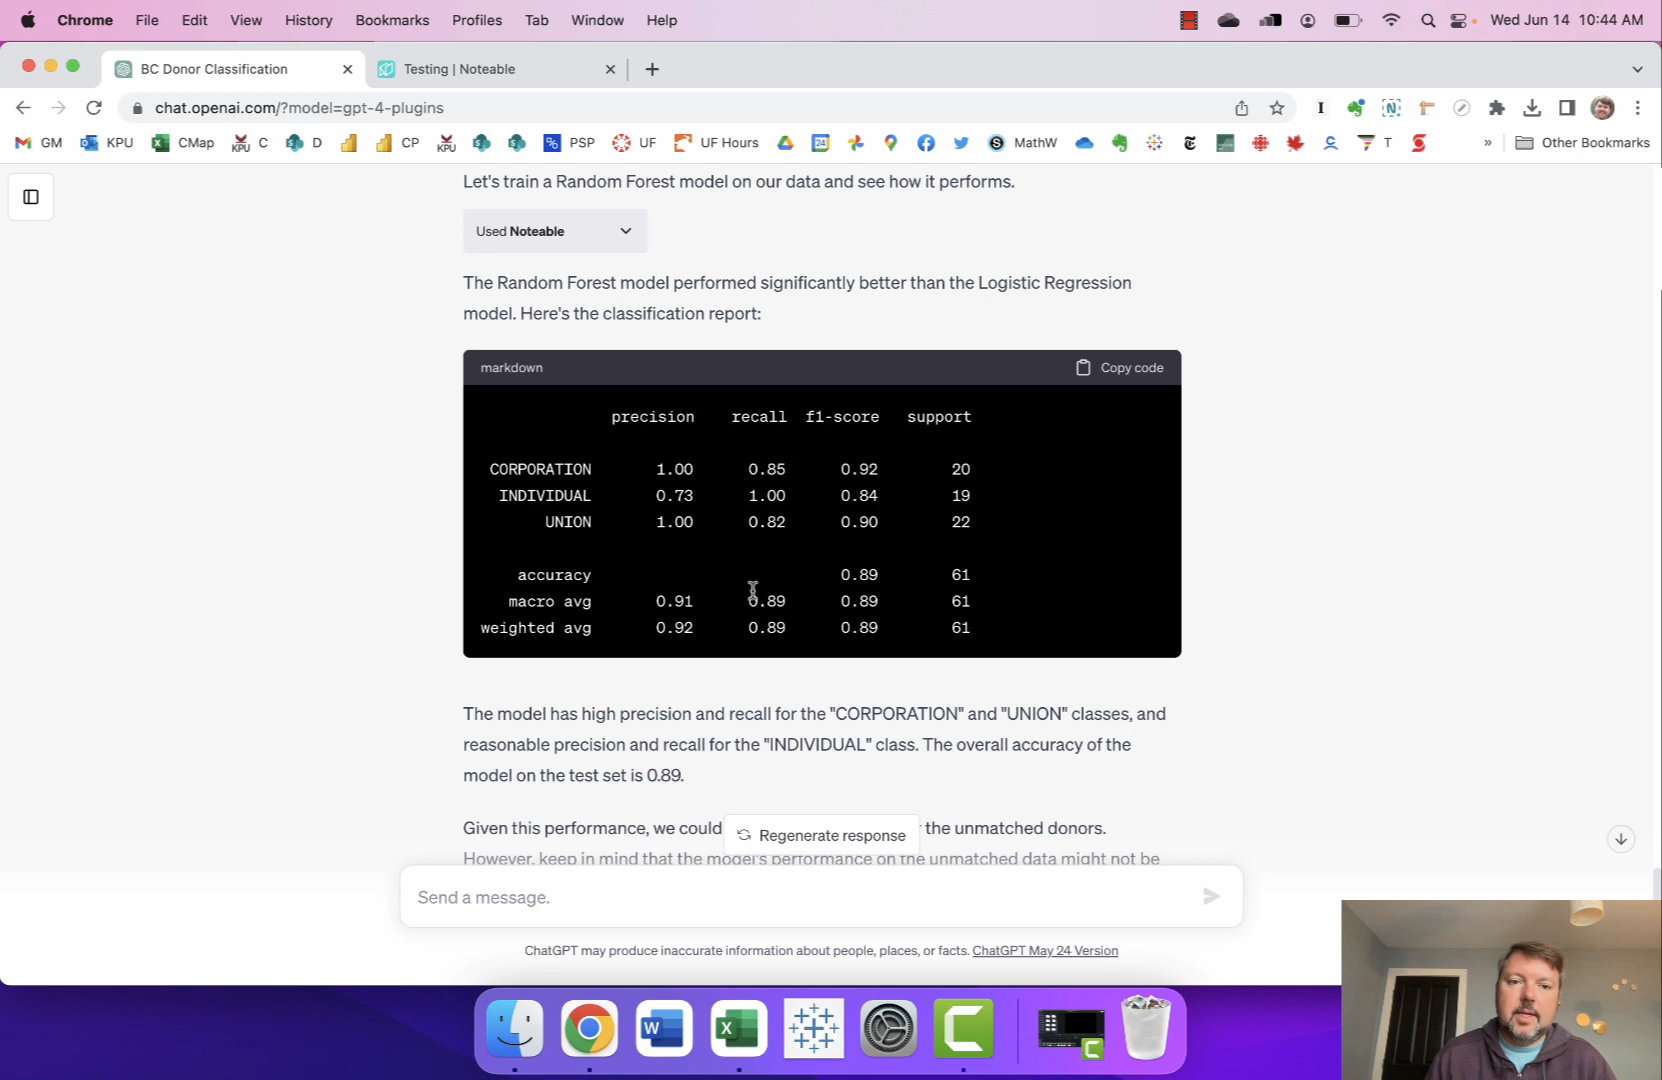 Chrome File Edit View History Bookmarks Profiles Tab Window Help Wed Jun 14 10:44 AM
BC Donor Classification Testing | Noteable
chat.openai.com/?model=gpt-4-plugins
GM KPU CMap KPU C D CP KPU PSP UF UF Hours 24 MathW T » Other Bookmarks
Let's train a Random Forest model on our data and see how it performs.
Used Noteable
The Random Forest model performed significantly better than the Logistic Regression
model. Here's the classification report:
markdown Copy code
precision recall f1-score support
CORPORATION 1.00 0.85 0.92 20
INDIVIDUAL 0.73 1.00 0.84 19
UNION 1.00 0.82 0.90 22
accuracy 0.89 61
macro avg 0.91 0.89 0.89 61
weighted avg 0.92 0.89 0.89 61
The model has high precision and recall for the "CORPORATION" and "UNION" classes, and
reasonable precision and recall for the "INDIVIDUAL" class. The overall accuracy of the
model on the test set is 0.89.
Given this performance, we could the unmatched donors.
Regenerate response
However, keep in mind that the model's performance on the unmatched data might not be
Send a message.
ChatGPT may produce inaccurate information about people, places, or facts. ChatGPT May 24 Version